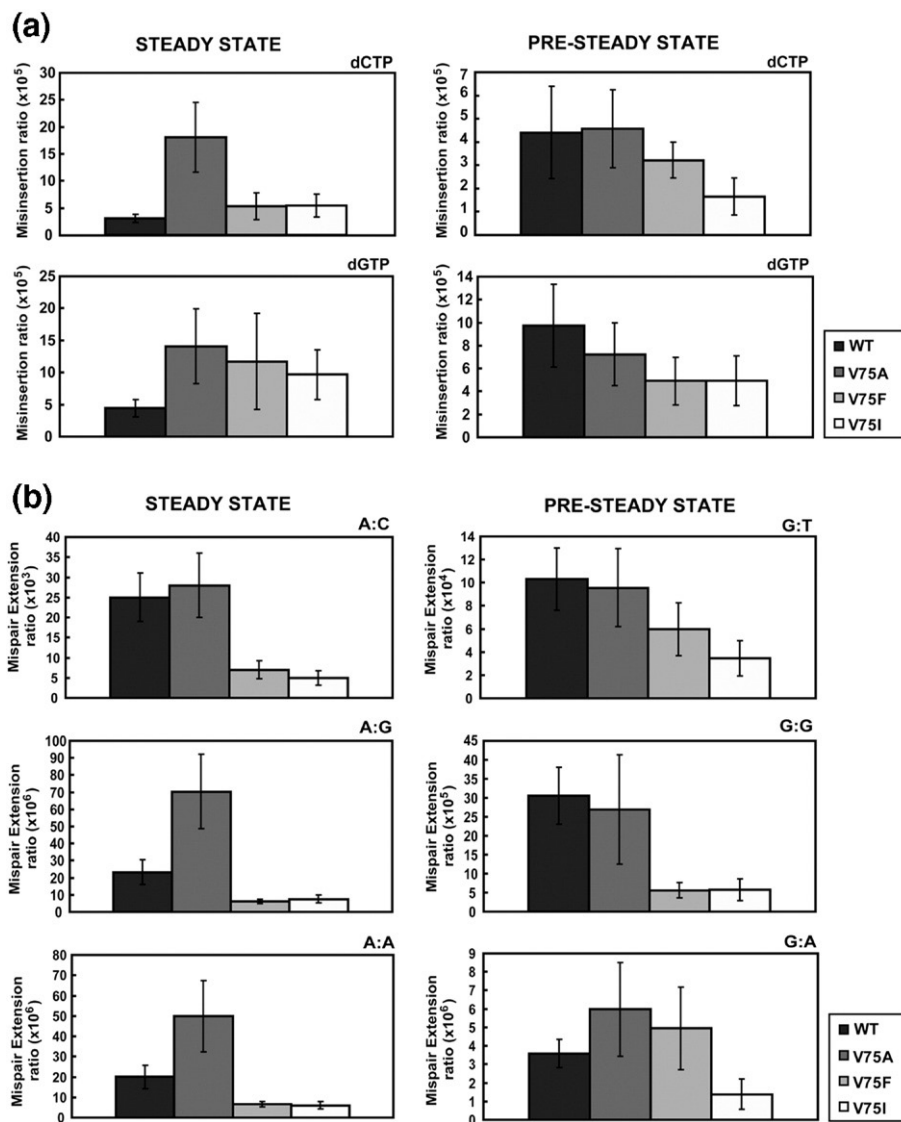 (a)
STEADY STATE
PRE-STEADY STATE
dCTP
Misinsertion ratio (x10⁵)
30
25
20
15
10
5
0
dCTP
Misinsertion ratio (x10⁵)
7
6
5
4
3
2
1
0
dGTP
Misinsertion ratio (x10⁵)
25
20
15
10
5
0
dGTP
Misinsertion ratio (x10⁵)
14
12
10
8
6
4
2
0
WT
V75A
V75F
V75I
(b)
STEADY STATE
PRE-STEADY STATE
A:C
Mispair Extension
ratio (x10³)
40
35
30
25
20
15
10
5
0
G:T
Mispair Extension
ratio (x10⁴)
14
12
10
8
6
4
2
0
A:G
Mispair Extension
ratio (x10⁶)
100
90
80
70
60
50
40
30
20
10
0
G:G
Mispair Extension
ratio (x10⁵)
45
40
35
30
25
20
15
10
5
0
A:A
Mispair Extension
ratio (x10⁶)
80
70
60
50
40
30
20
10
0
G:A
Mispair Extension
ratio (x10⁶)
9
8
7
6
5
4
3
2
1
0
WT
V75A
V75F
V75I